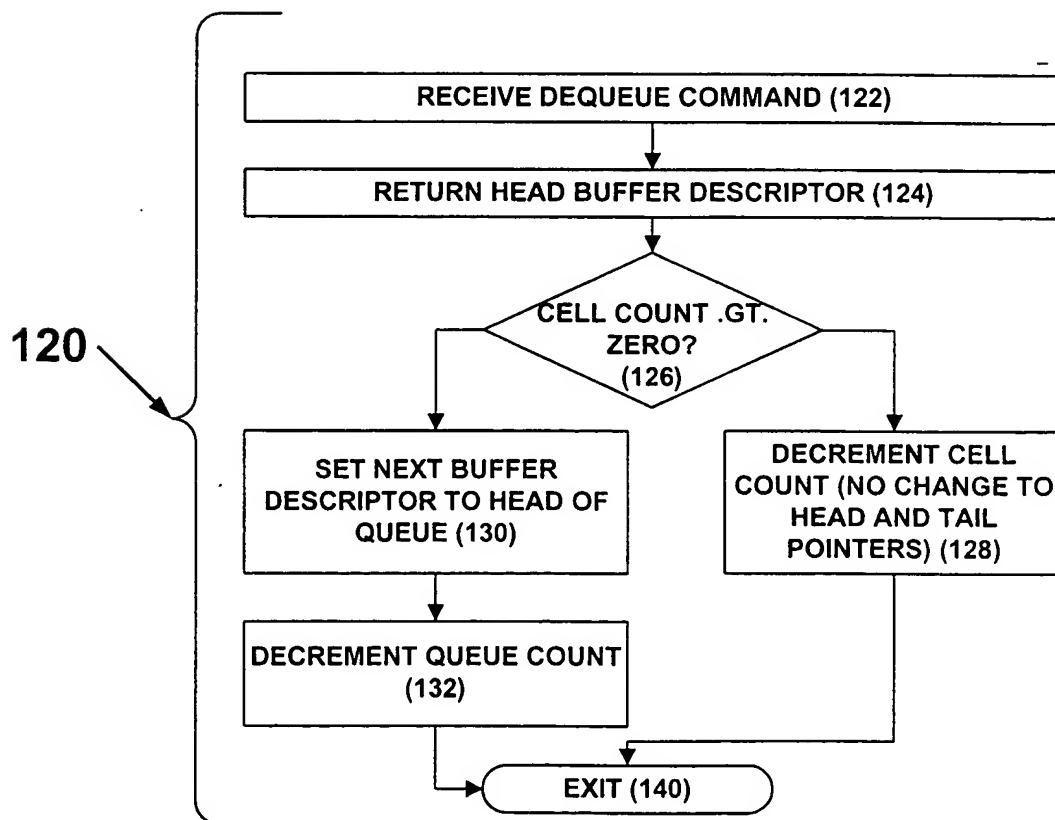 RECEIVE DEQUEUE COMMAND (122)
RETURN HEAD BUFFER DESCRIPTOR (124)
CELL COUNT .GT.
ZERO?
(126)
120
SET NEXT BUFFER
DESCRIPTOR TO HEAD OF
QUEUE (130)
DECREMENT CELL
COUNT (NO CHANGE TO
HEAD AND TAIL
POINTERS) (128)
DECREMENT QUEUE COUNT
(132)
EXIT (140)